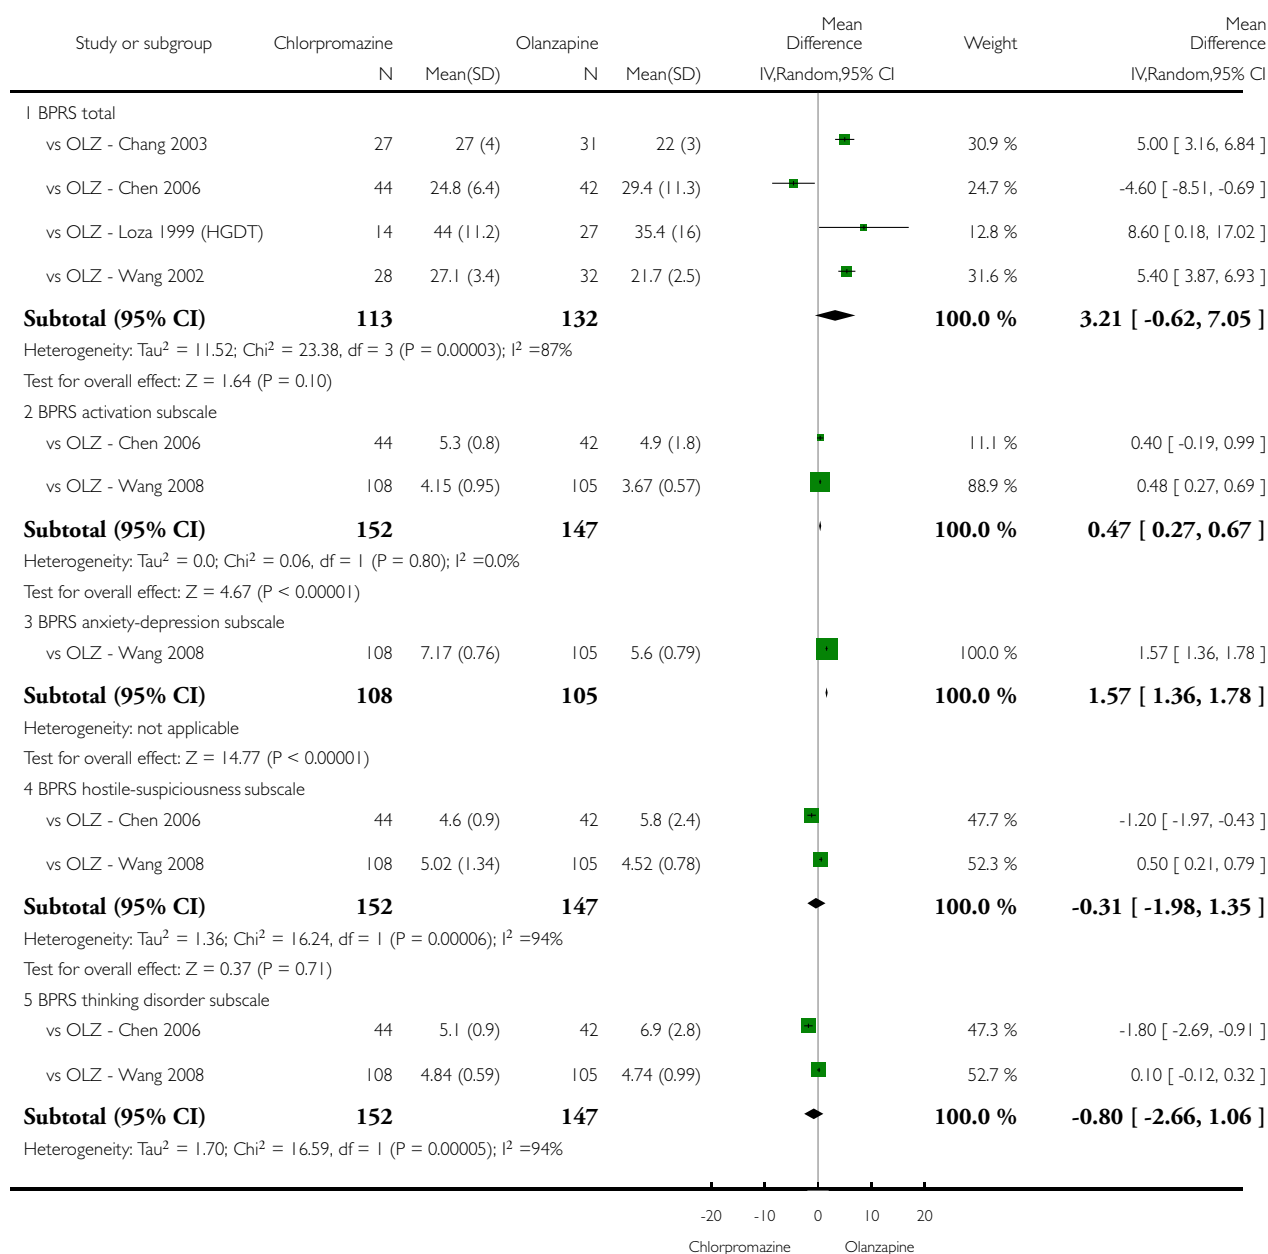 Study or subgroup Chlorpromazine Olanzapine Mean Difference Weight Mean Difference
N Mean(SD) N Mean(SD) IV,Random,95% CI IV,Random,95% CI
1 BPRS total
vs OLZ - Chang 2003 27 27 (4) 31 22 (3) 30.9 % 5.00 [ 3.16, 6.84 ]
vs OLZ - Chen 2006 44 24.8 (6.4) 42 29.4 (11.3) 24.7 % -4.60 [ -8.51, -0.69 ]
vs OLZ - Loza 1999 (HGDT) 14 44 (11.2) 27 35.4 (16) 12.8 % 8.60 [ 0.18, 17.02 ]
vs OLZ - Wang 2002 28 27.1 (3.4) 32 21.7 (2.5) 31.6 % 5.40 [ 3.87, 6.93 ]
Subtotal (95% CI) 113 132 100.0 % 3.21 [ -0.62, 7.05 ]
Heterogeneity: Tau² = 11.52; Chi² = 23.38, df = 3 (P = 0.00003); I² =87%
Test for overall effect: Z = 1.64 (P = 0.10)
2 BPRS activation subscale
vs OLZ - Chen 2006 44 5.3 (0.8) 42 4.9 (1.8) 11.1 % 0.40 [ -0.19, 0.99 ]
vs OLZ - Wang 2008 108 4.15 (0.95) 105 3.67 (0.57) 88.9 % 0.48 [ 0.27, 0.69 ]
Subtotal (95% CI) 152 147 100.0 % 0.47 [ 0.27, 0.67 ]
Heterogeneity: Tau² = 0.0; Chi² = 0.06, df = 1 (P = 0.80); I² =0.0%
Test for overall effect: Z = 4.67 (P < 0.00001)
3 BPRS anxiety-depression subscale
vs OLZ - Wang 2008 108 7.17 (0.76) 105 5.6 (0.79) 100.0 % 1.57 [ 1.36, 1.78 ]
Subtotal (95% CI) 108 105 100.0 % 1.57 [ 1.36, 1.78 ]
Heterogeneity: not applicable
Test for overall effect: Z = 14.77 (P < 0.00001)
4 BPRS hostile-suspiciousness subscale
vs OLZ - Chen 2006 44 4.6 (0.9) 42 5.8 (2.4) 47.7 % -1.20 [ -1.97, -0.43 ]
vs OLZ - Wang 2008 108 5.02 (1.34) 105 4.52 (0.78) 52.3 % 0.50 [ 0.21, 0.79 ]
Subtotal (95% CI) 152 147 100.0 % -0.31 [ -1.98, 1.35 ]
Heterogeneity: Tau² = 1.36; Chi² = 16.24, df = 1 (P = 0.00006); I² =94%
Test for overall effect: Z = 0.37 (P = 0.71)
5 BPRS thinking disorder subscale
vs OLZ - Chen 2006 44 5.1 (0.9) 42 6.9 (2.8) 47.3 % -1.80 [ -2.69, -0.91 ]
vs OLZ - Wang 2008 108 4.84 (0.59) 105 4.74 (0.99) 52.7 % 0.10 [ -0.12, 0.32 ]
Subtotal (95% CI) 152 147 100.0 % -0.80 [ -2.66, 1.06 ]
Heterogeneity: Tau² = 1.70; Chi² = 16.59, df = 1 (P = 0.00005); I² =94%
-20 -10 0 10 20
Chlorpromazine Olanzapine